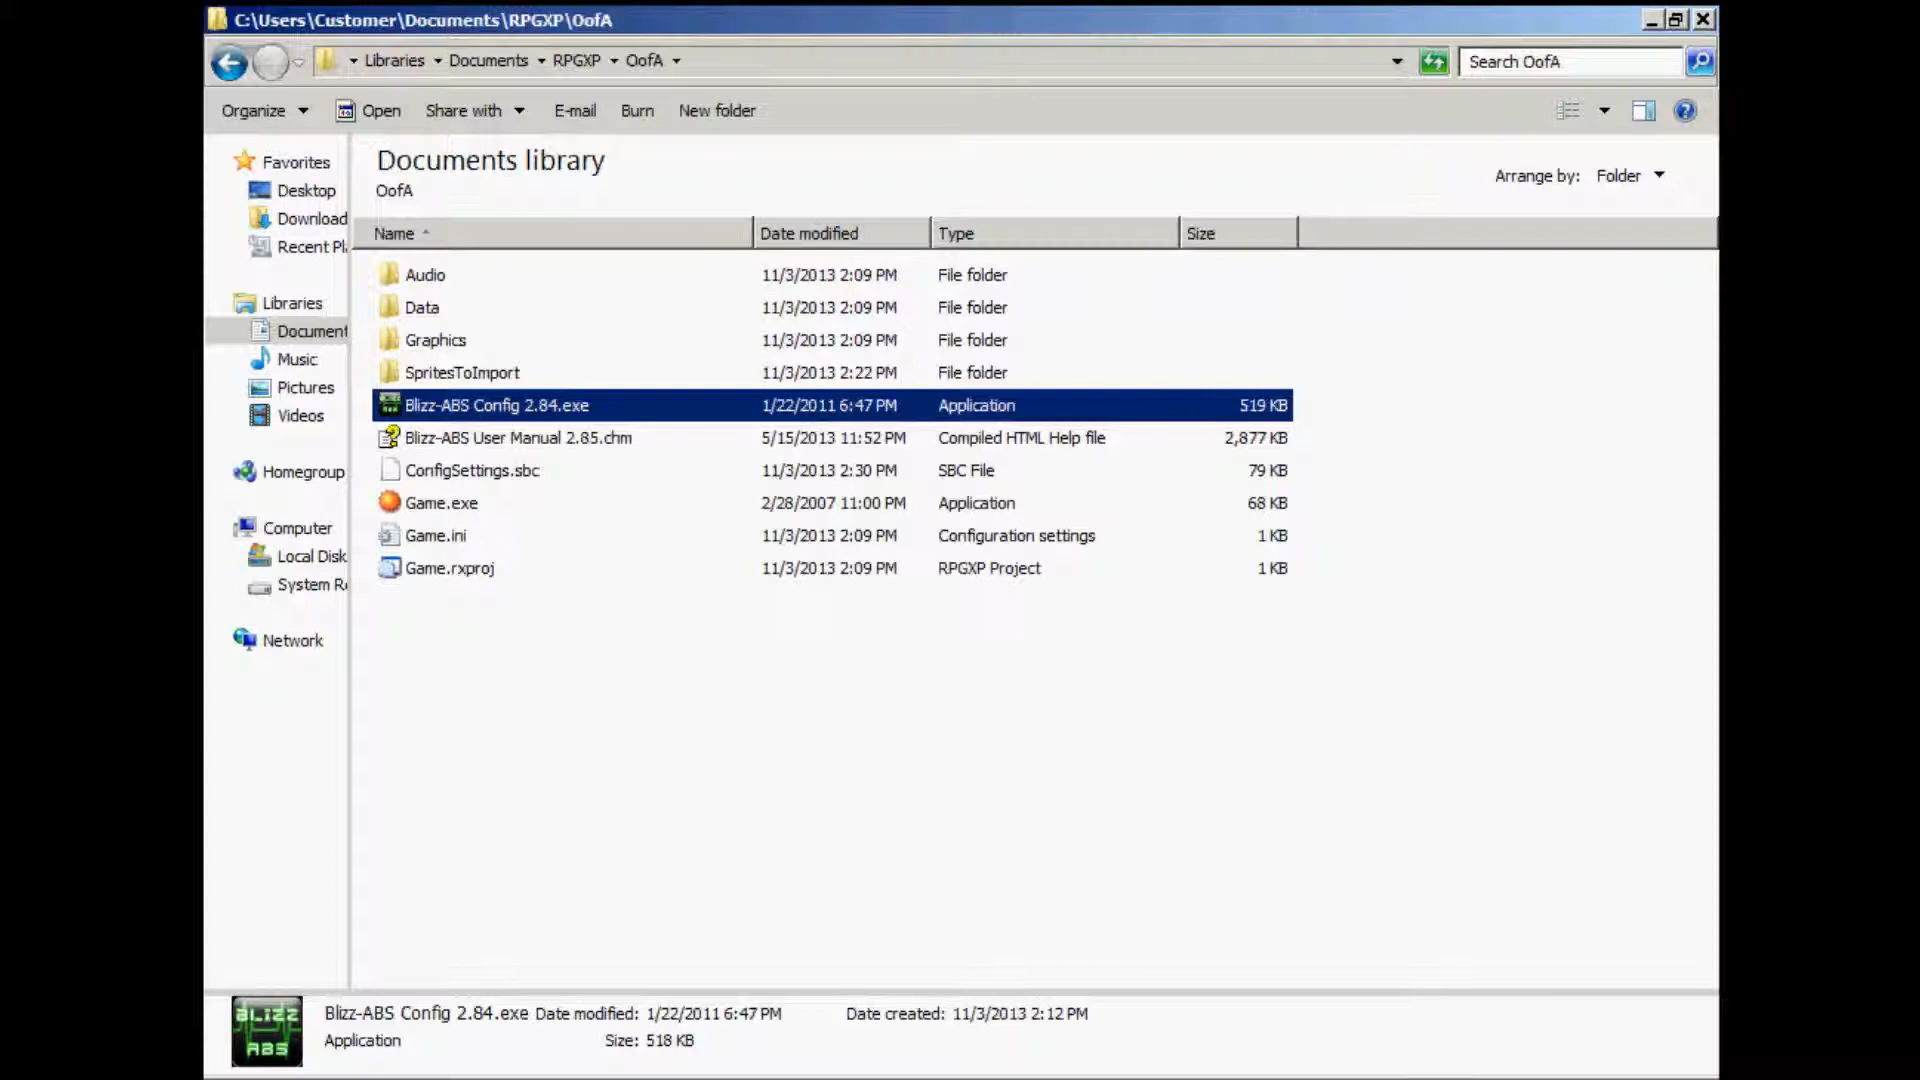 C:\Users\Customer\Documents\RPGXP\OofA
Libraries Documents RPGXP OofA
Search OofA
Organize Open Share with E-mail Burn New folder
Favorites
Desktop
Download
Recent Pl
Libraries
Document
Music
Pictures
Videos
Homegroup
Computer
Local Disk
System Re
Network
Documents library
OofA
Arrange by: Folder
Name Date modified Type Size
Audio 11/3/2013 2:09 PM File folder
Data 11/3/2013 2:09 PM File folder
Graphics 11/3/2013 2:09 PM File folder
SpritesToImport 11/3/2013 2:22 PM File folder
Blizz-ABS Config 2.84.exe 1/22/2011 6:47 PM Application 519 KB
Blizz-ABS User Manual 2.85.chm 5/15/2013 11:52 PM Compiled HTML Help file 2,877 KB
ConfigSettings.sbc 11/3/2013 2:30 PM SBC File 79 KB
Game.exe 2/28/2007 11:00 PM Application 68 KB
Game.ini 11/3/2013 2:09 PM Configuration settings 1 KB
Game.rxproj 11/3/2013 2:09 PM RPGXP Project 1 KB
BLIZZ
ABS
Blizz-ABS Config 2.84.exe Date modified: 1/22/2011 6:47 PM Date created: 11/3/2013 2:12 PM
Application Size: 518 KB